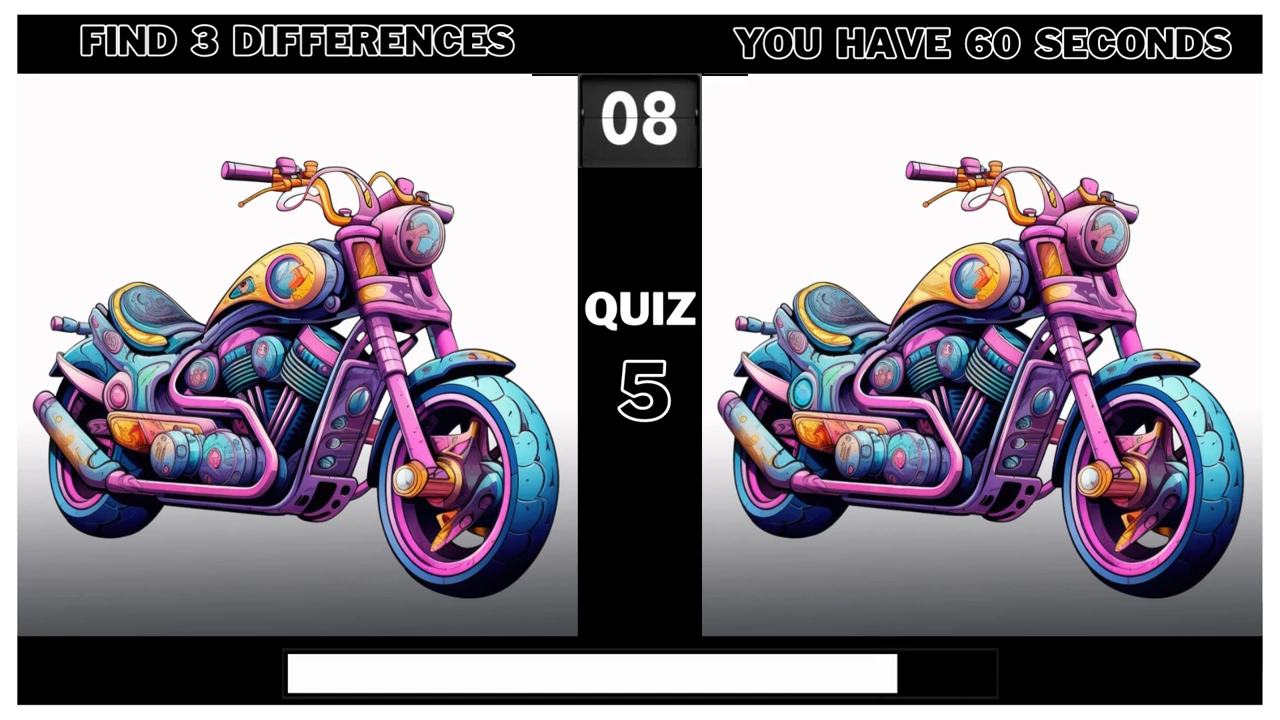 FIND 3 DIFFERENCES
YOU HAVE 60 SECONDS
08
QUIZ
5